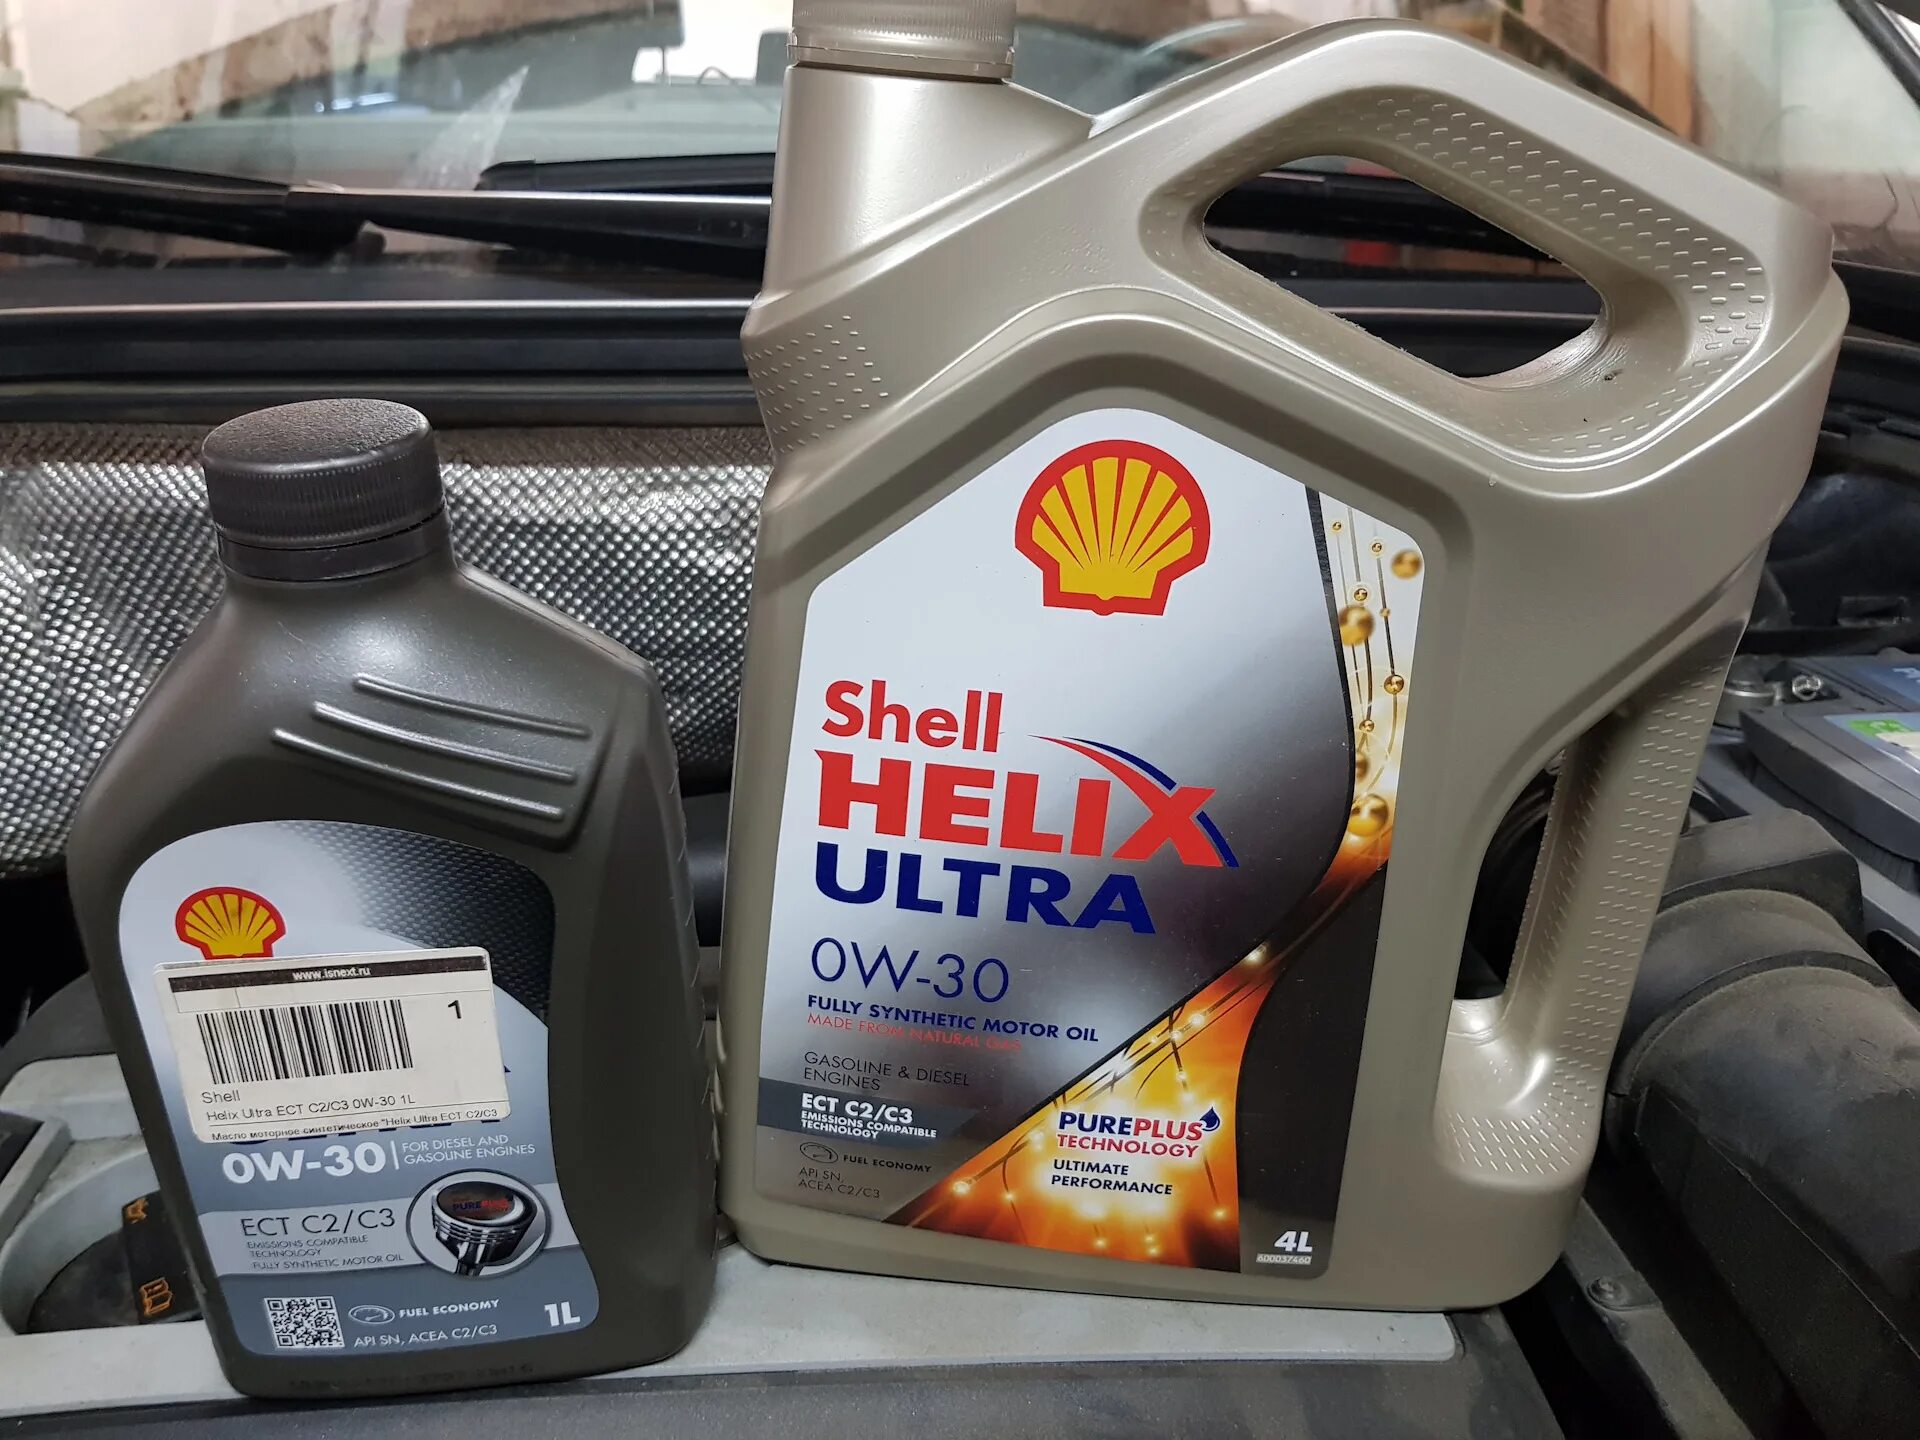 www.isnext.ru
1
Shell
Helix Ultra ECT C2/C3 0W-30 1L
Масло моторное синтетическое "Helix Ultra ECT C2/C3
0W-30
FOR DIESEL AND
GASOLINE ENGINES
ECT C2/C3
EMISSIONS COMPATIBLE
TECHNOLOGY
FULLY SYNTHETIC MOTOR OIL
PUREPLUS
FUEL ECONOMY
API SN, ACEA C2/C3
1L
Shell
HELIX
ULTRA
0W-30
FULLY SYNTHETIC MOTOR OIL
MADE FROM NATURAL GAS
GASOLINE & DIESEL
ENGINES
ECT C2/C3
EMISSIONS COMPATIBLE
TECHNOLOGY
FUEL ECONOMY
API SN,
ACEA C2/C3
PUREPLUS
TECHNOLOGY
ULTIMATE
PERFORMANCE
4L
600037460